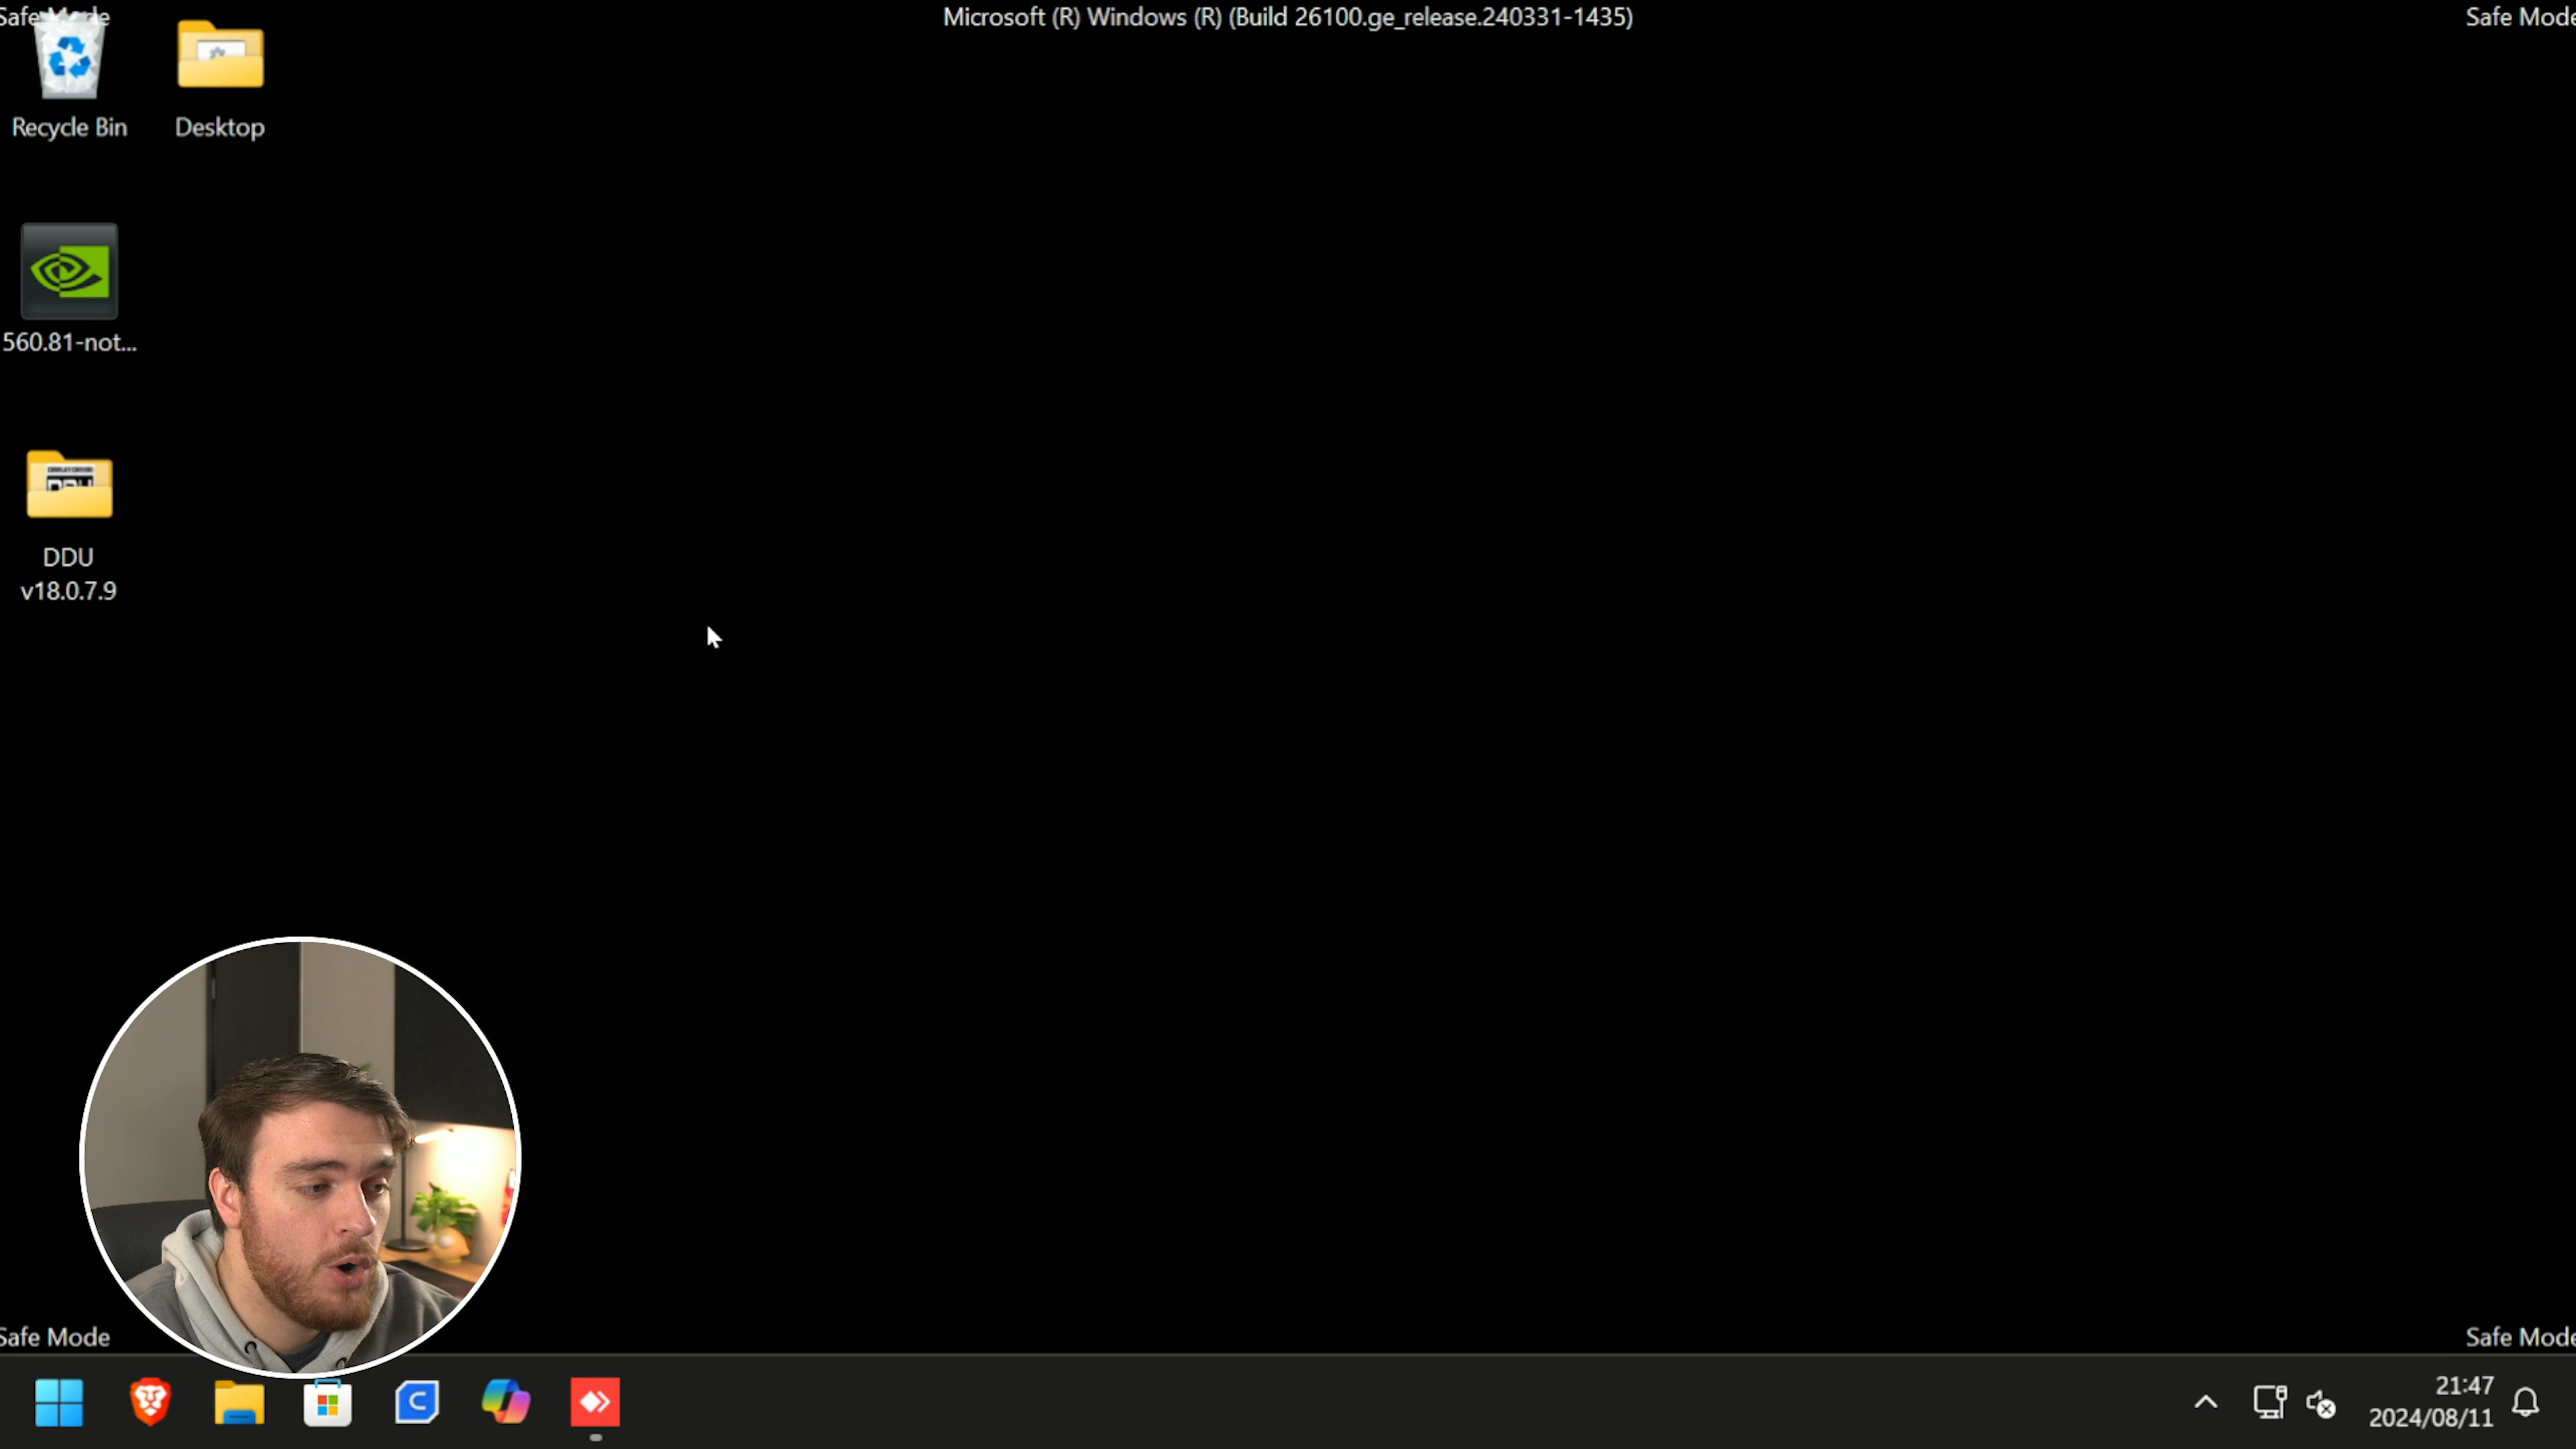 Safe Mode
Microsoft (R) Windows (R) (Build 26100.ge_release.240331-1435)
Safe Mode
Recycle Bin
Desktop
560.81-not...
DDU
DDU
v18.0.7.9
Safe Mode
Safe Mode
21:47
2024/08/11